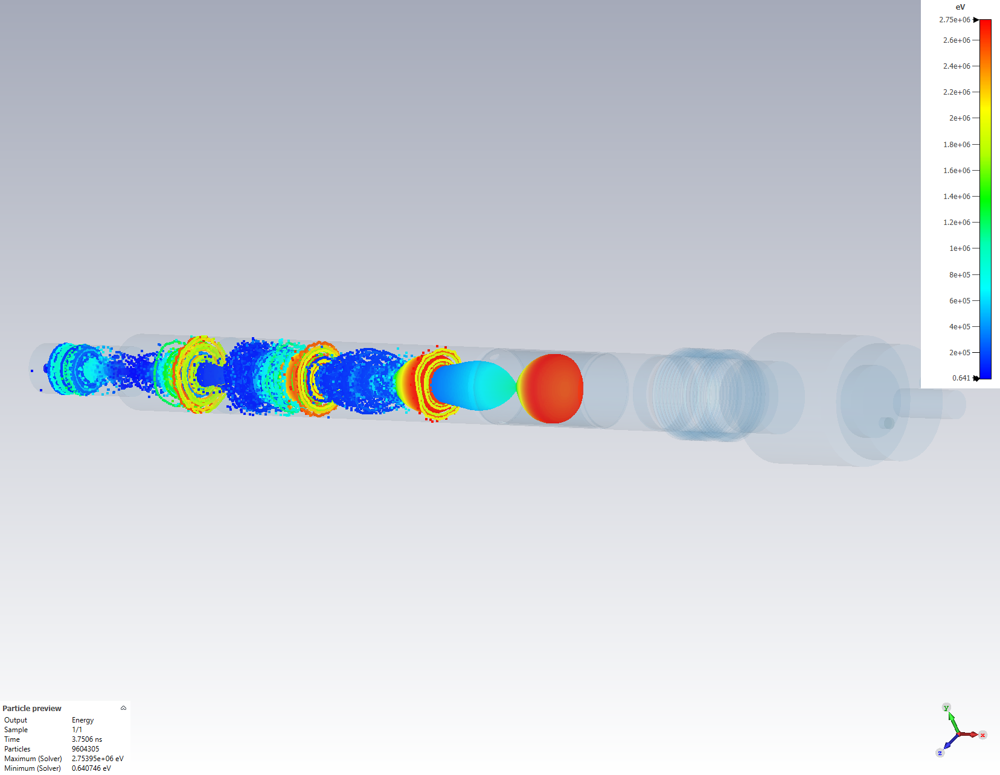 eV
2.75e+06
2.6e+06
2.4e+06
2.2e+06
2e+06
1.8e+06
1.6e+06
1.4e+06
1.2e+06
1e+06
8e+05
6e+05
4e+05
2e+05
0.641
Particle preview
Output Energy
Sample 1/1
Time 3.7506 ns
Particles 9604305
Maximum (Solver) 2.75395e+06 eV
Minimum (Solver) 0.640746 eV
y
x
z